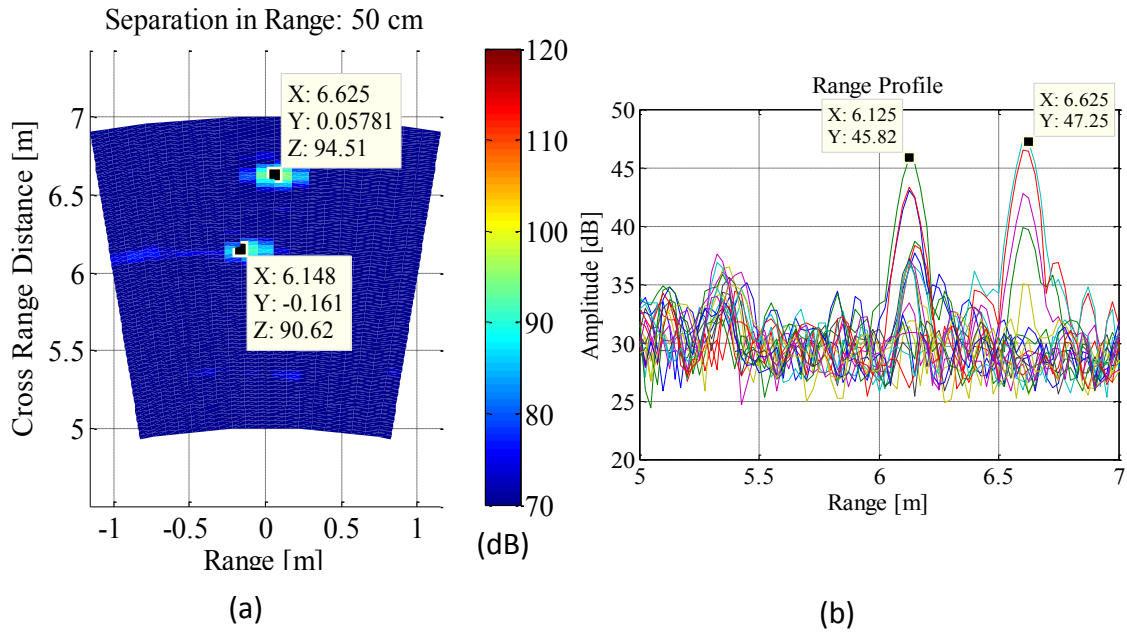 Separation in Range: 50 cm
X: 6.625
Y: 0.05781
Z: 94.51
X: 6.148
Y: -0.161
Z: 90.62
Cross Range Distance [m]
7
6.5
6
5.5
5
-1 -0.5 0 0.5 1
Range [m]
120
110
100
90
80
70
(dB)
(a)
Range Profile
X: 6.125
Y: 45.82
X: 6.625
Y: 47.25
Amplitude [dB]
50
45
40
35
30
25
20
5 5.5 6 6.5 7
Range [m]
(b)